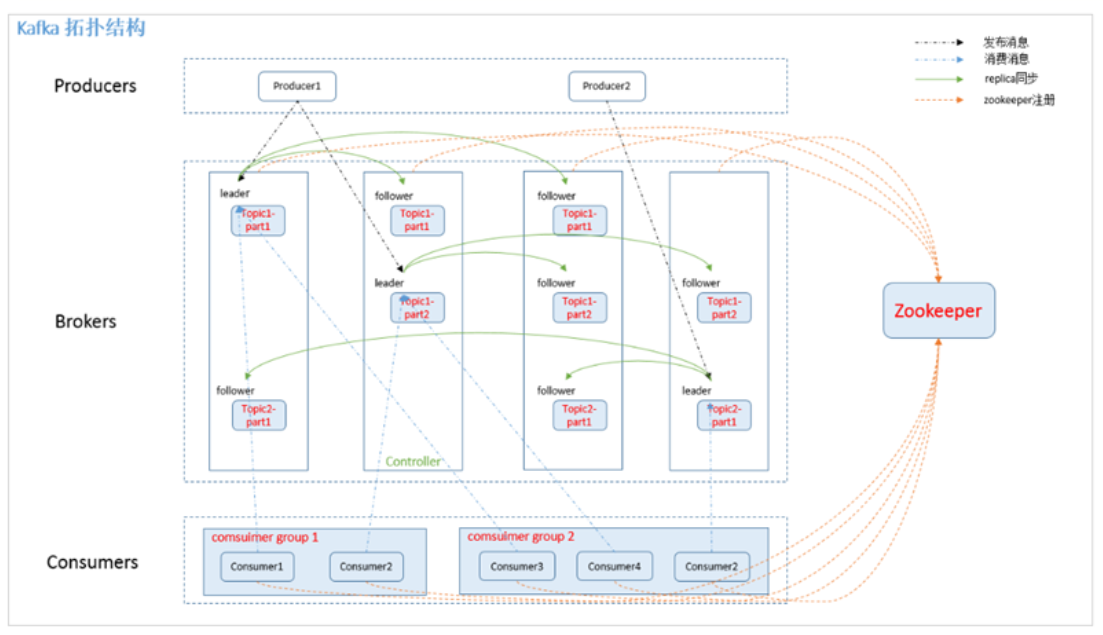 Kafka 拓扑结构
发布消息
消费消息
replica同步
zookeeper注册
Producers
Producer1
Producer2
Brokers
leader
Topic1-
part1
follower
Topic1-
part1
follower
Topic1-
part1
leader
Topic1-
part2
follower
Topic1-
part2
follower
Topic1-
part2
follower
Topic2-
part1
follower
Topic2-
part1
leader
Topic2-
part1
Controller
Zookeeper
Consumers
comsuimer group 1
Consumer1
Consumer2
comsuimer group 2
Consumer3
Consumer4
Consumer2